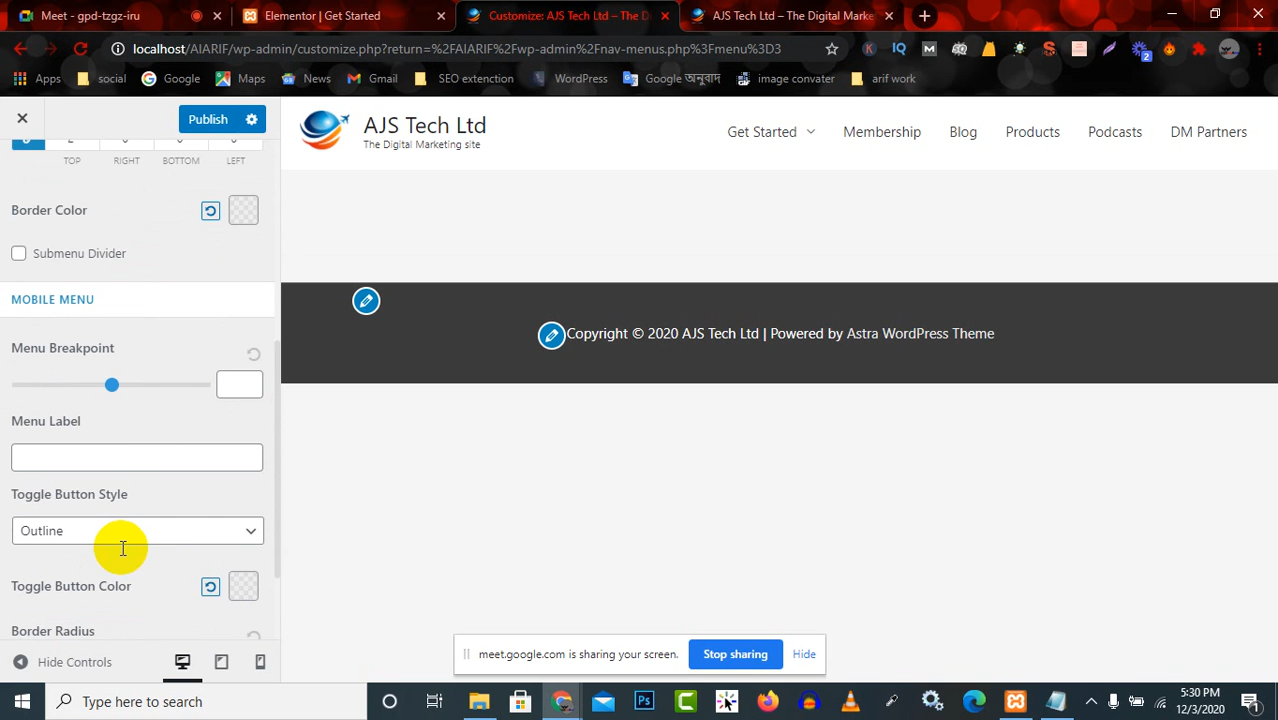 Meet - gpd-tzgz-iru
Elementor | Get Started
Customize: AJS Tech Ltd – The D
AJS Tech Ltd – The Digital Marke
localhost/AIARIF/wp-admin/customize.php?return=%2FAIARIF%2Fwp-admin%2Fnav-menus.php%3Fmenu%3D3
Apps
social
Google
Maps
News
Gmail
SEO extenction
WordPress
Google অনুবাদ
image convater
arif work
Publish
AJS Tech Ltd
The Digital Marketing site
Get Started
Membership
Blog
Products
Podcasts
DM Partners
TOP
RIGHT
BOTTOM
LEFT
Border Color
Submenu Divider
MOBILE MENU
Menu Breakpoint
Menu Label
Toggle Button Style
Outline
Toggle Button Color
Border Radius
Copyright © 2020 AJS Tech Ltd | Powered by Astra WordPress Theme
meet.google.com is sharing your screen.
Stop sharing
Hide
Hide Controls
Type here to search
5:30 PM
12/3/2020